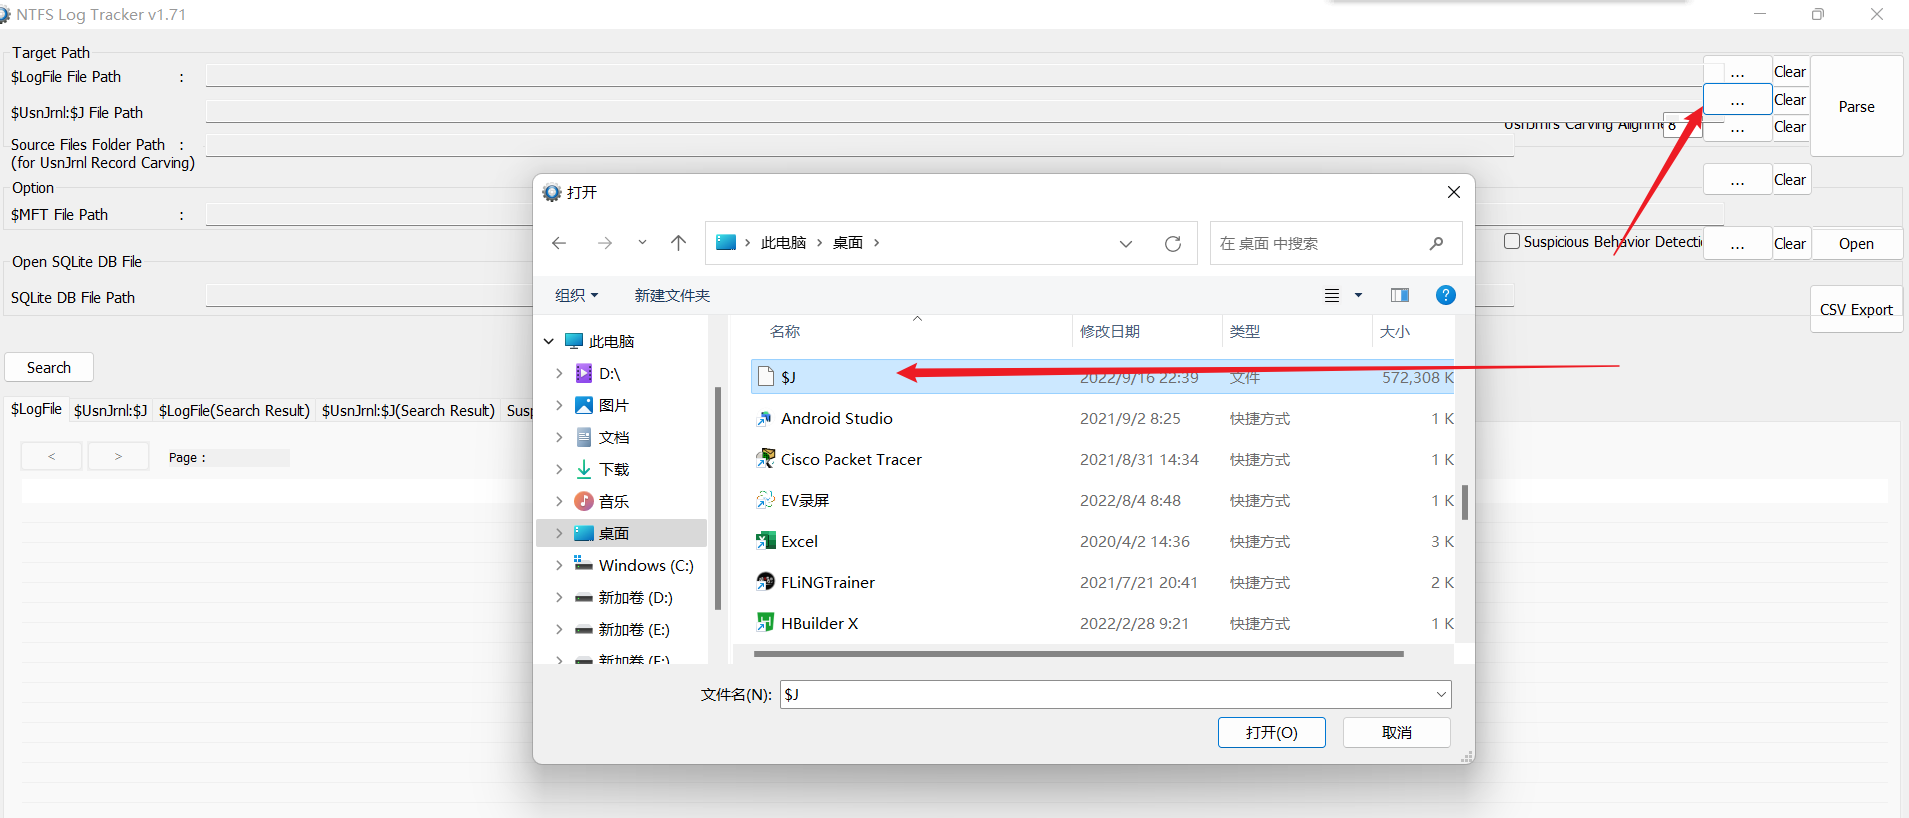 NTFS Log Tracker v1.71
Target Path
$LogFile File Path :
... Clear
Parse
$UsnJrnl:$J File Path
... Clear
UsnJrnl's Carving Alignme 8
... Clear
Source Files Folder Path :
(for UsnJrnl Record Carving)
... Clear
Option
$MFT File Path :
Suspicious Behavior Detecti
... Clear Open
Open SQLite DB File
SQLite DB File Path
CSV Export
Search
$LogFile $UsnJrnl:$J $LogFile(Search Result) $UsnJrnl:$J(Search Result) Susp
< > Page :
打开
此电脑 桌面
在 桌面 中搜索
组织 新建文件夹
此电脑
D:\
图片
文档
下载
音乐
桌面
Windows (C:)
新加卷 (D:)
新加卷 (E:)
新加卷 (F:)
名称 修改日期 类型 大小
$J 2022/9/16 22:39 文件 572,308 K
Android Studio 2021/9/2 8:25 快捷方式 1 K
Cisco Packet Tracer 2021/8/31 14:34 快捷方式 1 K
EV录屏 2022/8/4 8:48 快捷方式 1 K
Excel 2020/4/2 14:36 快捷方式 3 K
FLiNGTrainer 2021/7/21 20:41 快捷方式 2 K
HBuilder X 2022/2/28 9:21 快捷方式 1 K
文件名(N): $J
打开(O) 取消